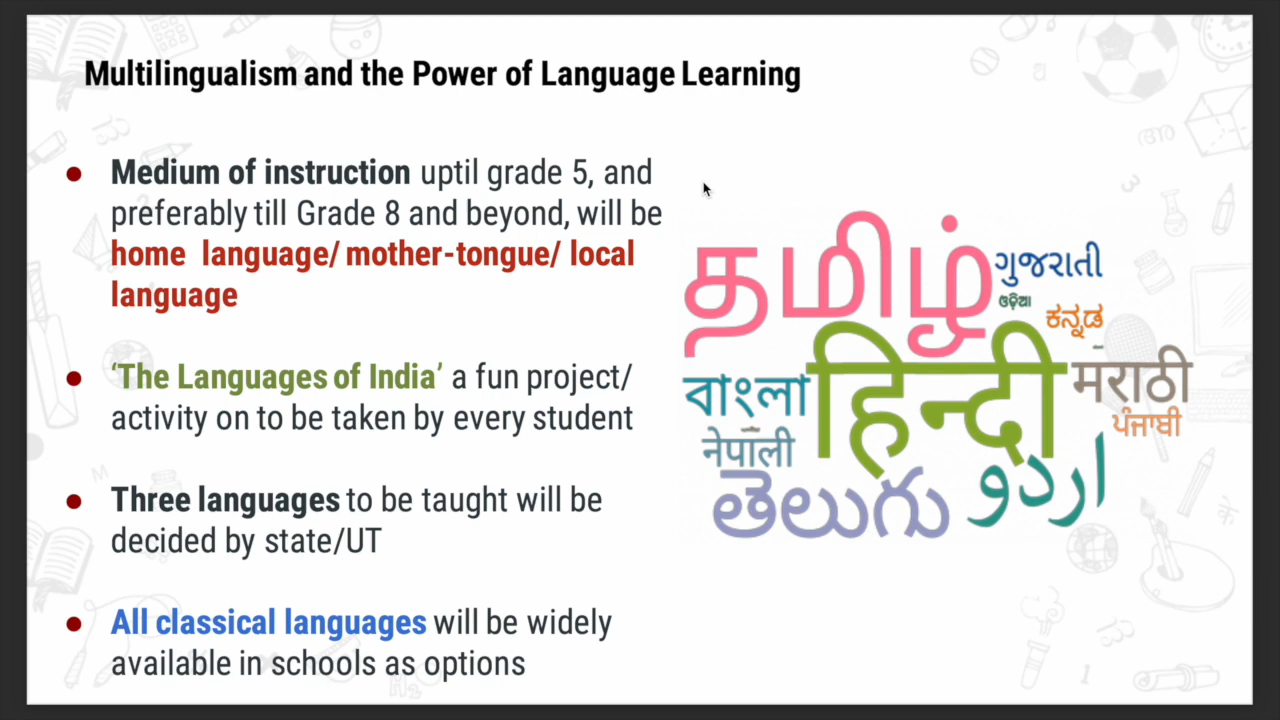 Multilingualism and the Power of Language Learning
● Medium of instruction uptil grade 5, and
preferably till Grade 8 and beyond, will be
home language/ mother-tongue/ local
language
● ‘The Languages of India’ a fun project/
activity on to be taken by every student
● Three languages to be taught will be
decided by state/UT
● All classical languages will be widely
available in schools as options
தமிழ்
ગુજરાતી
ଓଡ଼ିଆ
ಕನ್ನಡ
हिन्दी
বাংলা
मराठी
ਪੰਜਾਬੀ
नेपाली
తెలుగు
اردو